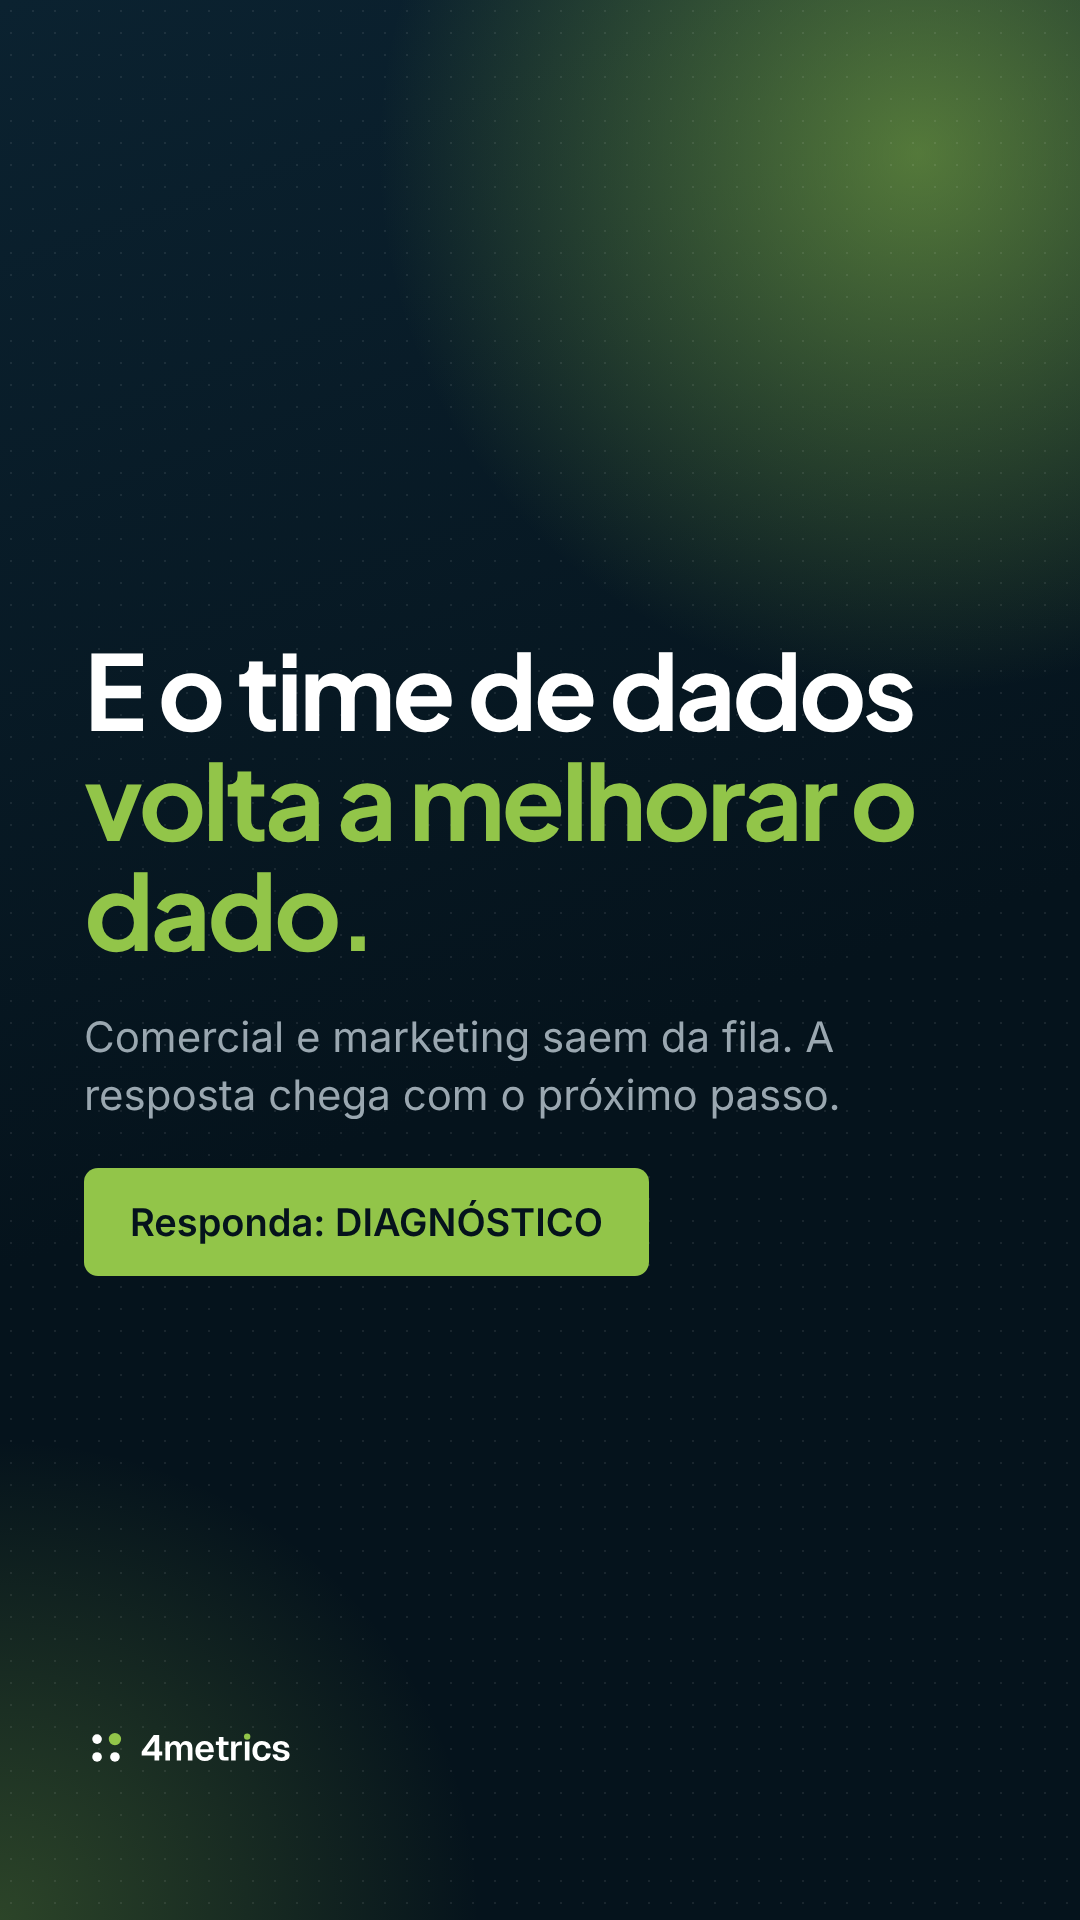 E o time de dados
volta a melhorar o
dado.
Comercial e marketing saem da fila. A
resposta chega com o próximo passo.
Responda: DIAGNÓSTICO
4metrics